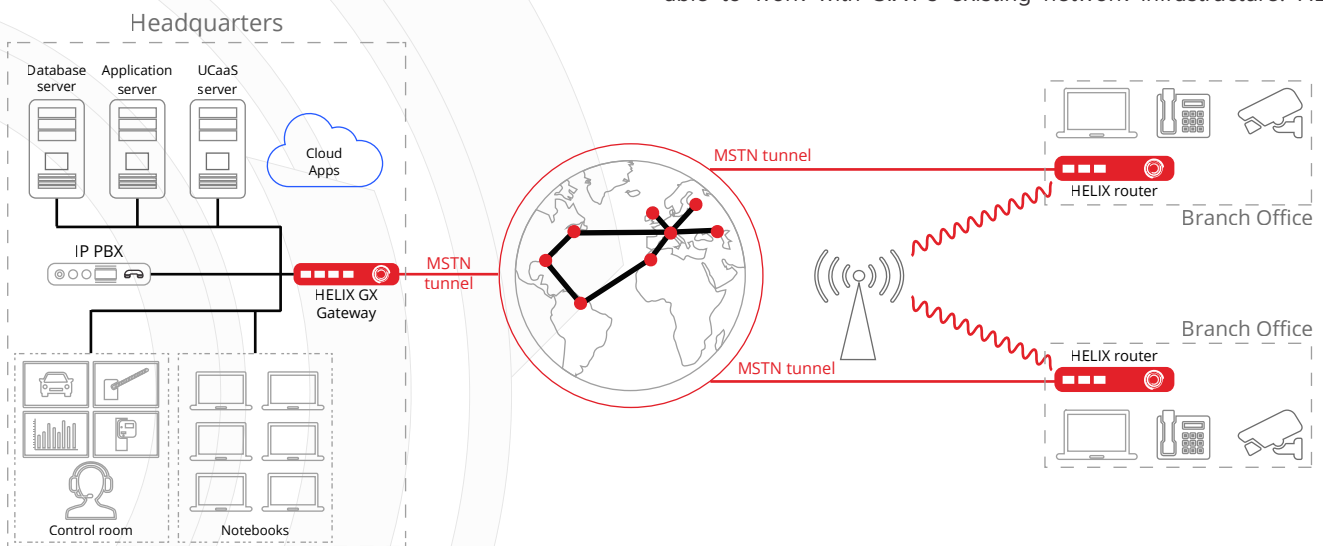 Headquarters
Database
server
Application
server
UCaaS
server
Cloud
Apps
IP PBX
HELIX GX
Gateway
MSTN
tunnel
Control room
Notebooks
MSTN tunnel
HELIX router
Branch Office
Branch Office
HELIX router
MSTN tunnel